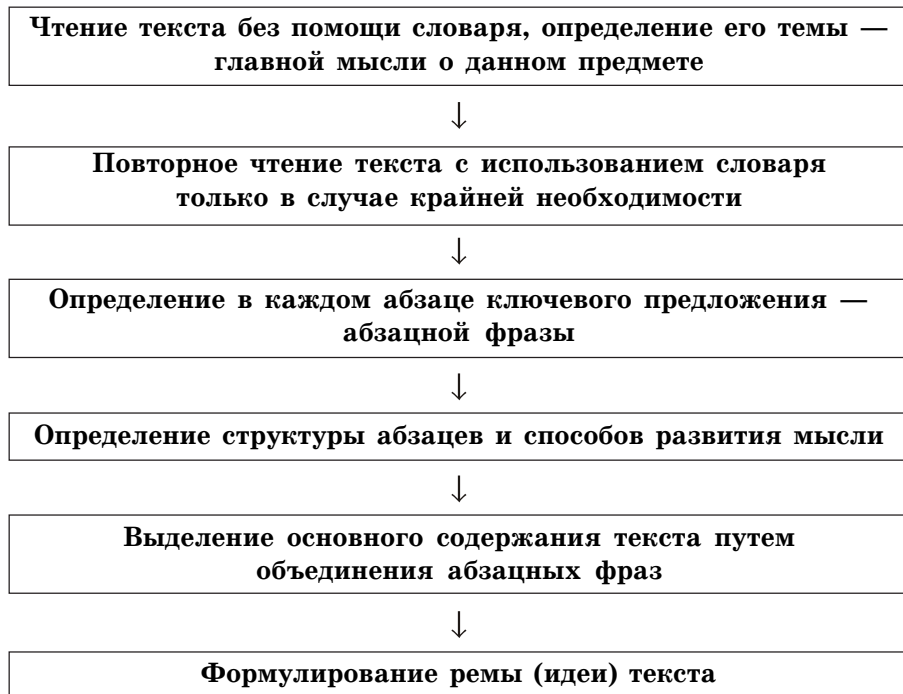 Чтение текста без помощи словаря, определение его темы —
главной мысли о данном предмете
↓
Повторное чтение текста с использованием словаря
только в случае крайней необходимости
↓
Определение в каждом абзаце ключевого предложения —
абзацной фразы
↓
Определение структуры абзацев и способов развития мысли
↓
Выделение основного содержания текста путем
объединения абзацных фраз
↓
Формулирование ремы (идеи) текста